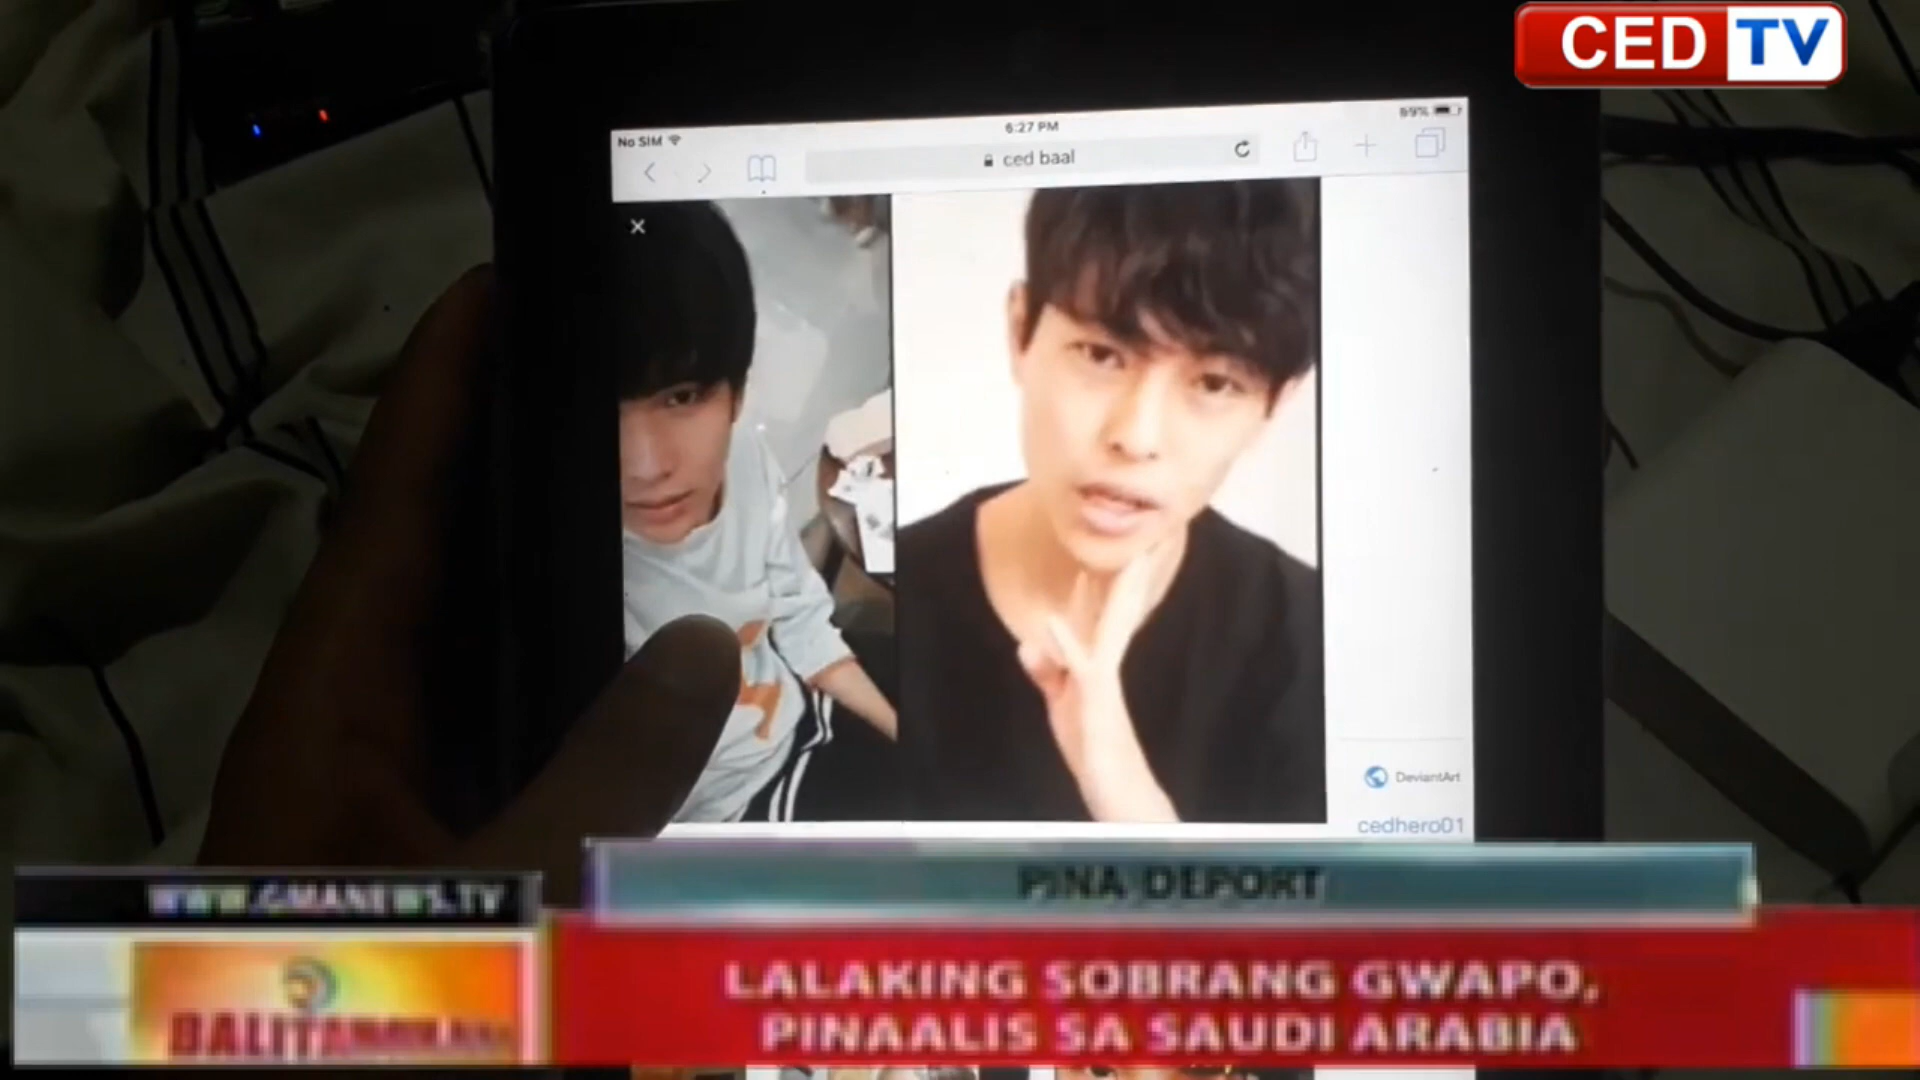 CED TV
No SIM
6:27 PM
69%
ced baal
DeviantArt
cedhero01
PINA DEPORT
WWW.GMANEWS.TV
LALAKING SOBRANG GWAPO,
PINAALIS SA SAUDI ARABIA